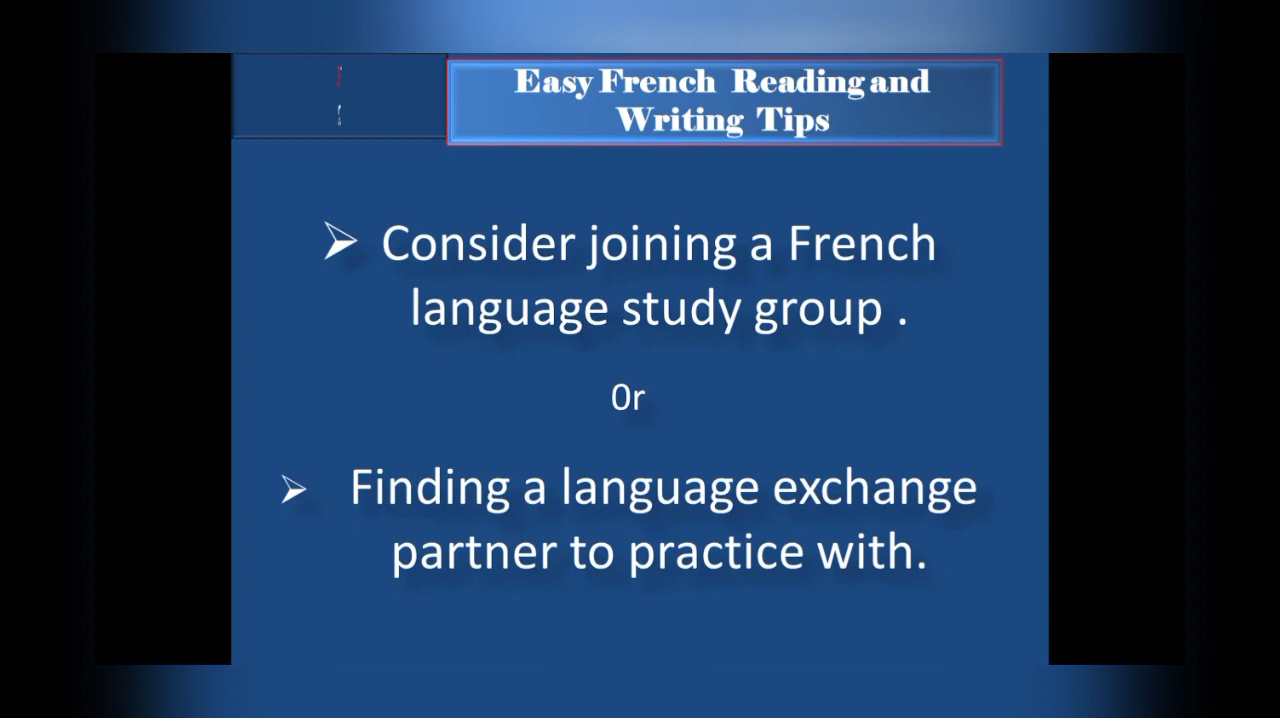 Easy French Reading and
Writing Tips
➢ Consider joining a French
language study group .
Or
➢ Finding a language exchange
partner to practice with.